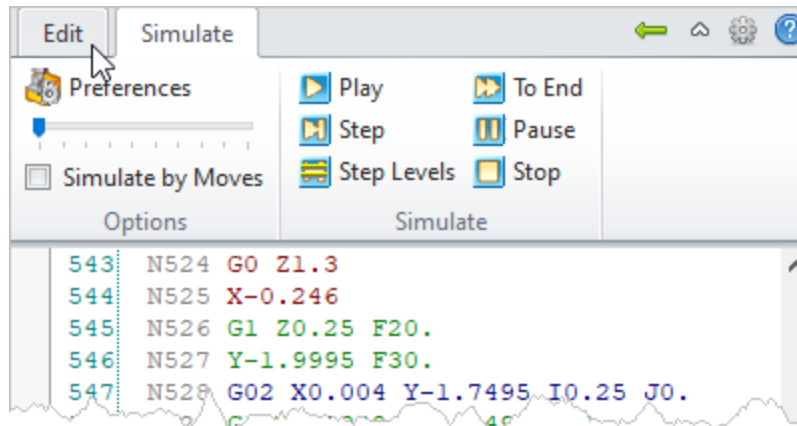 Edit Simulate
Preferences Play To End
Step Pause
Simulate by Moves Step Levels Stop
Options Simulate
543 N524 G0 Z1.3
544 N525 X-0.246
545 N526 G1 Z0.25 F20.
546 N527 Y-1.9995 F30.
547 N528 G02 X0.004 Y-1.7495 I0.25 J0.